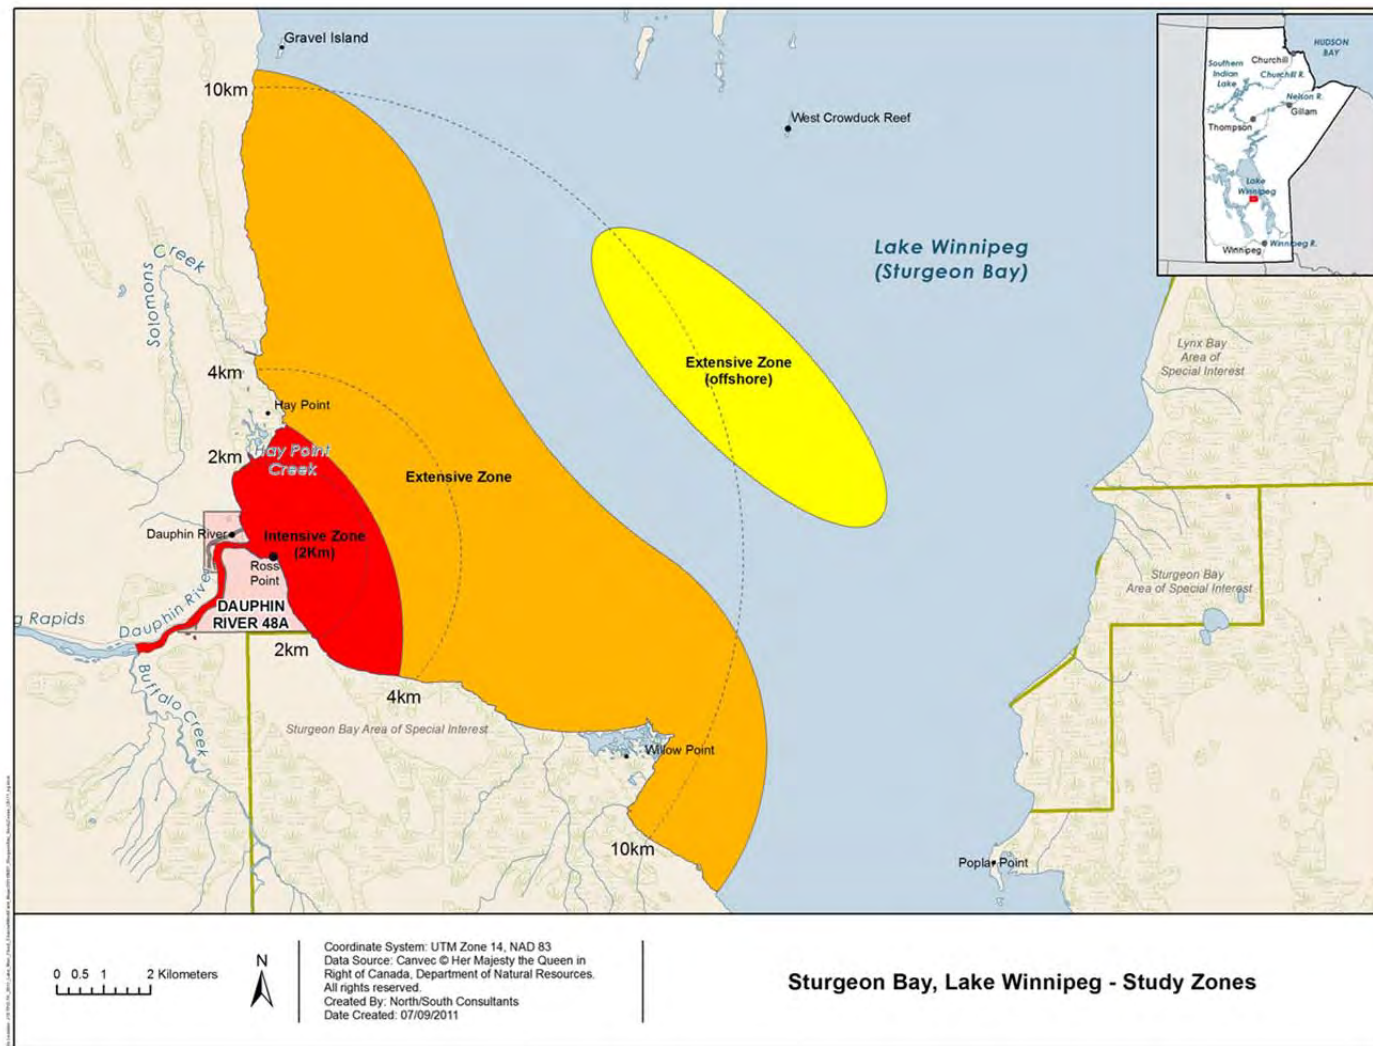 Gravel Island
10km
West Crowduck Reef
Lake Winnipeg
(Sturgeon Bay)
HUDSON
BAY
Churchill
Southern
Indian
Lake
Churchill R.
Nelson R.
Gillam
Thompson
Lake
Winnipeg
Winnipeg
Winnipeg R.
Solomons Creek
Extensive Zone
(offshore)
Lynx Bay
Area of
Special Interest
4km
Hay Point
2km
Hay Point
Creek
Extensive Zone
Dauphin River
Intensive Zone
(2Km)
Ross
Point
Sturgeon Bay
Area of Special Interest
DAUPHIN
RIVER 48A
Dauphin River
g Rapids
2km
4km
Buffalo Creek
Sturgeon Bay Area of Special Interest
Willow Point
10km
Poplar Point
0 0.5 1 2 Kilometers
N
Coordinate System: UTM Zone 14, NAD 83
Data Source: Canvec © Her Majesty the Queen in
Right of Canada, Department of Natural Resources.
All rights reserved.
Created By: North/South Consultants
Date Created: 07/09/2011
Sturgeon Bay, Lake Winnipeg - Study Zones